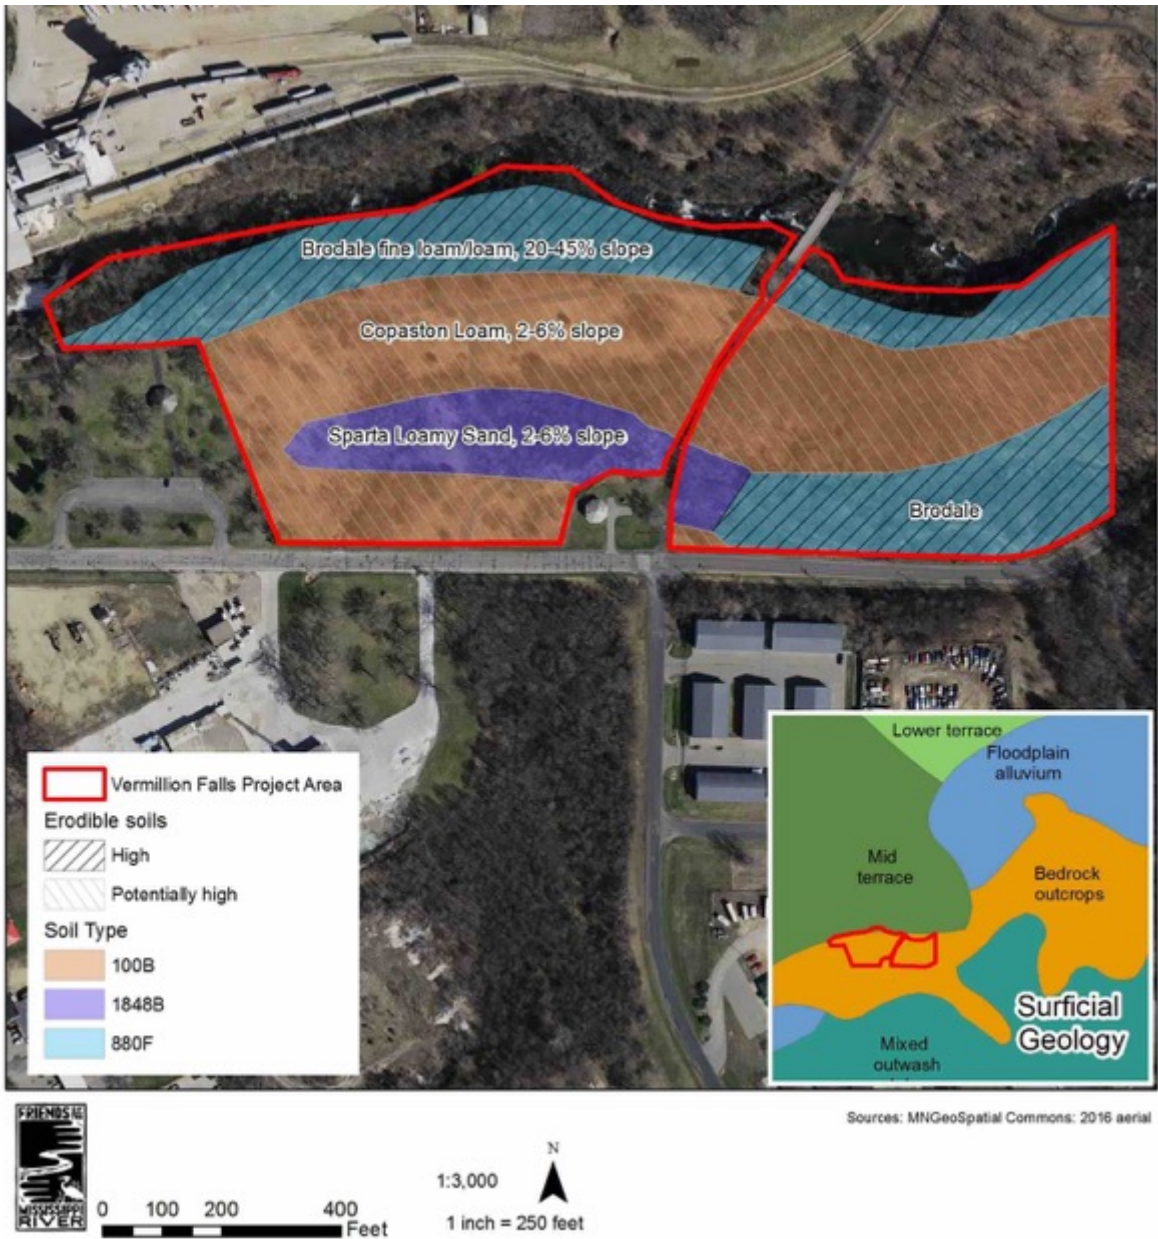 Brodale fine loam/loam, 20-45% slope
Copaston Loam, 2-6% slope
Sparta Loamy Sand, 2-6% slope
Brodale
Vermillion Falls Project Area
Erodible soils
High
Potentially high
Soil Type
100B
1848B
880F
Lower terrace
Floodplain
alluvium
Mid
terrace
Bedrock
outcrops
Surficial
Geology
Mixed
outwash
Sources: MNGeoSpatial Commons: 2016 aerial
FRIENDS OF THE
MISSISSIPPI
RIVER
0 100 200 400
Feet
1:3,000
N
1 inch = 250 feet